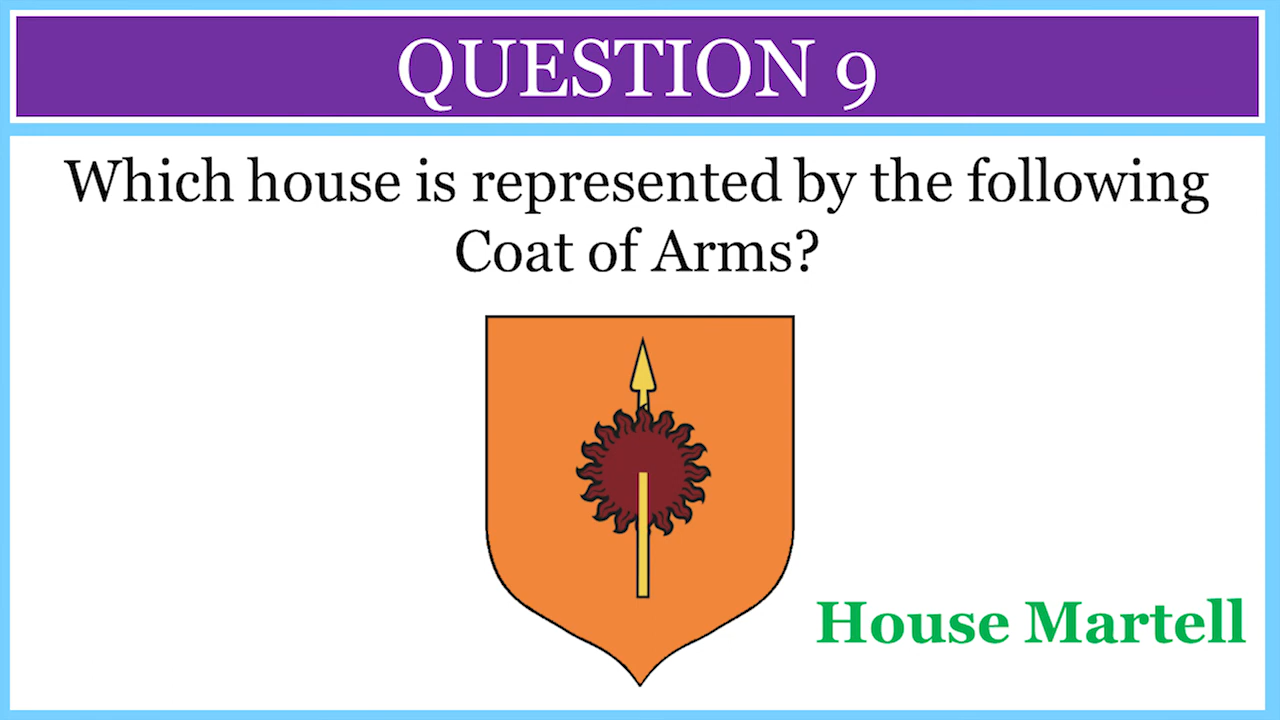 QUESTION 9
Which house is represented by the following
Coat of Arms?
House Martell